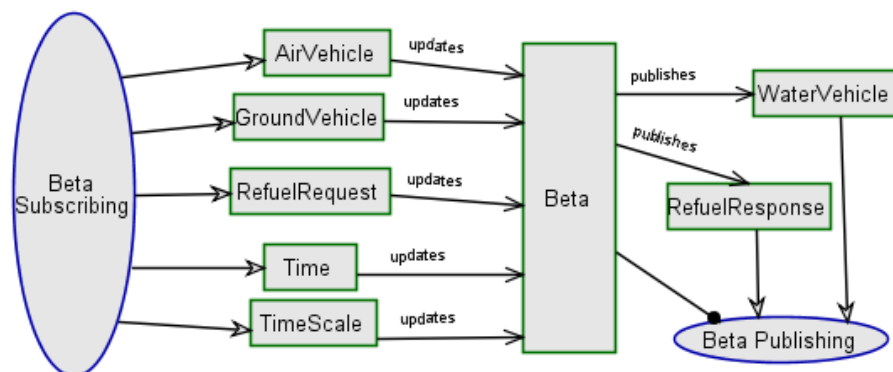 Beta
Subscribing
AirVehicle
GroundVehicle
RefuelRequest
Time
TimeScale
updates
updates
updates
updates
updates
Beta
publishes
publishes
WaterVehicle
RefuelResponse
Beta Publishing